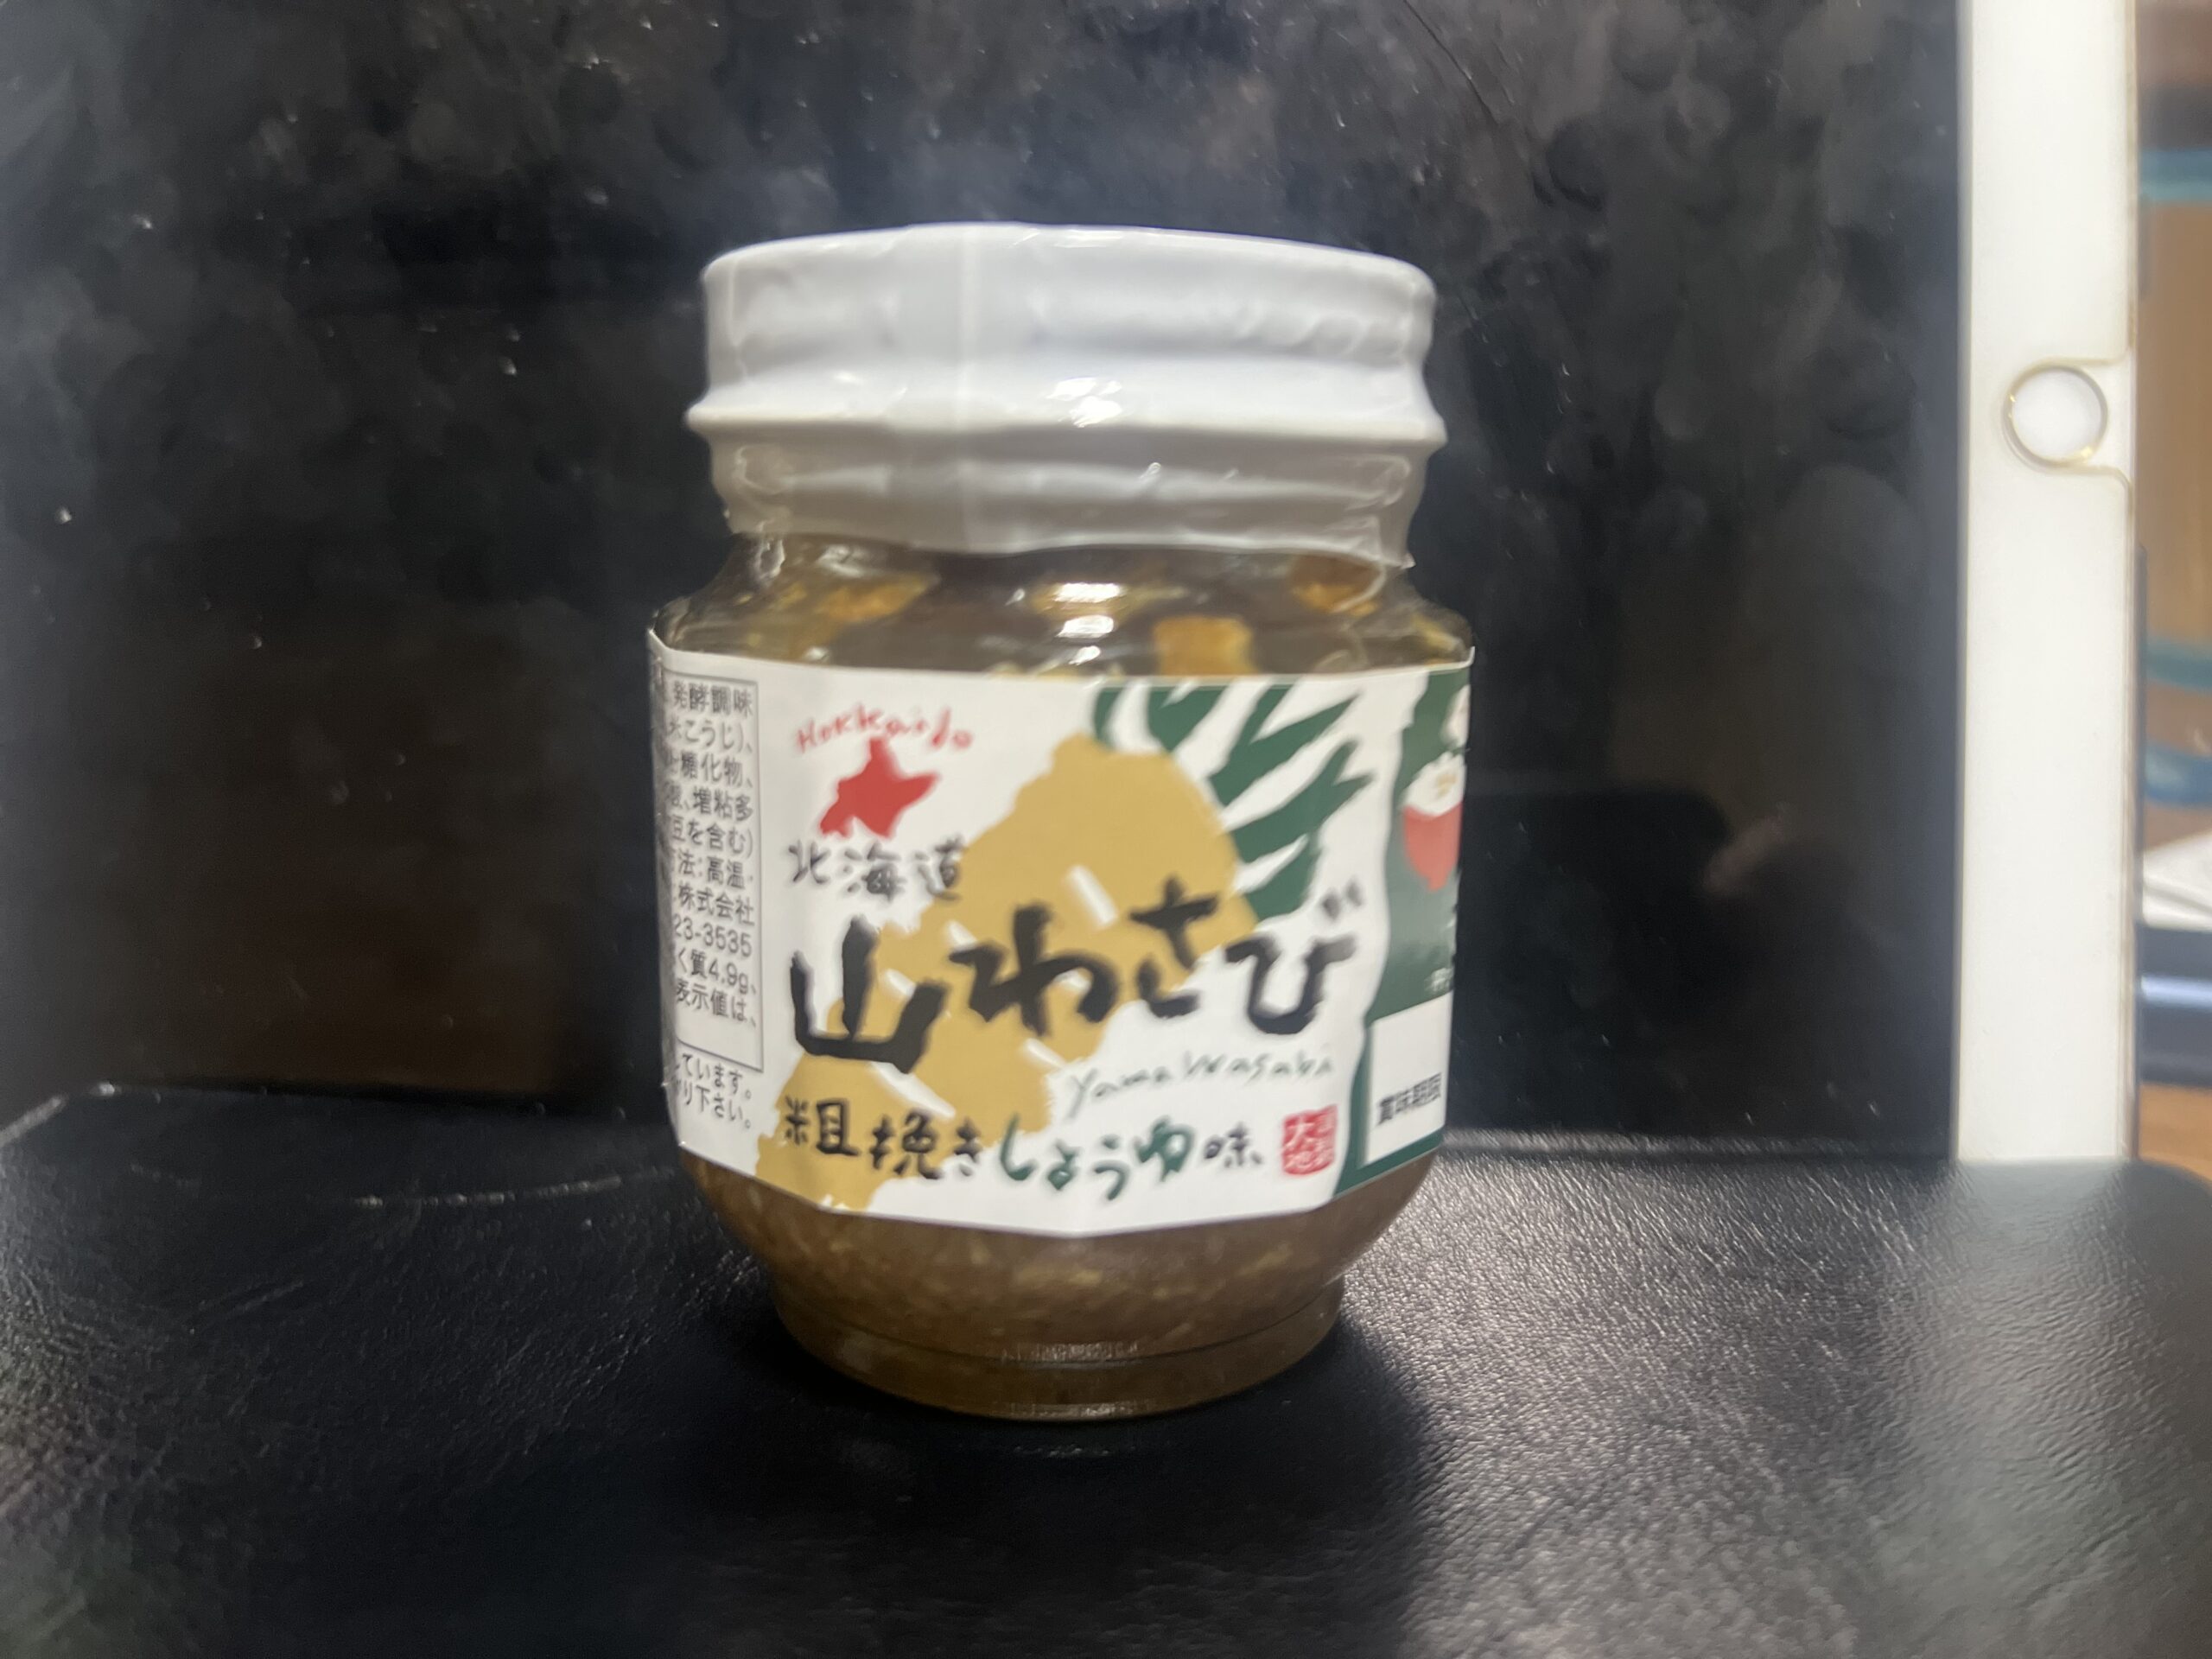 発酵調味
米こうじ)、
糖化物、
、増粘多
豆を含む)
法:高温・
株式会社
23-3535
く質4.9g、
表示値は、
ています。
り下さい。
Hokkaido
北海道
山わさび
Yama Wasabi
粗挽きしょうゆ味
賞味期限